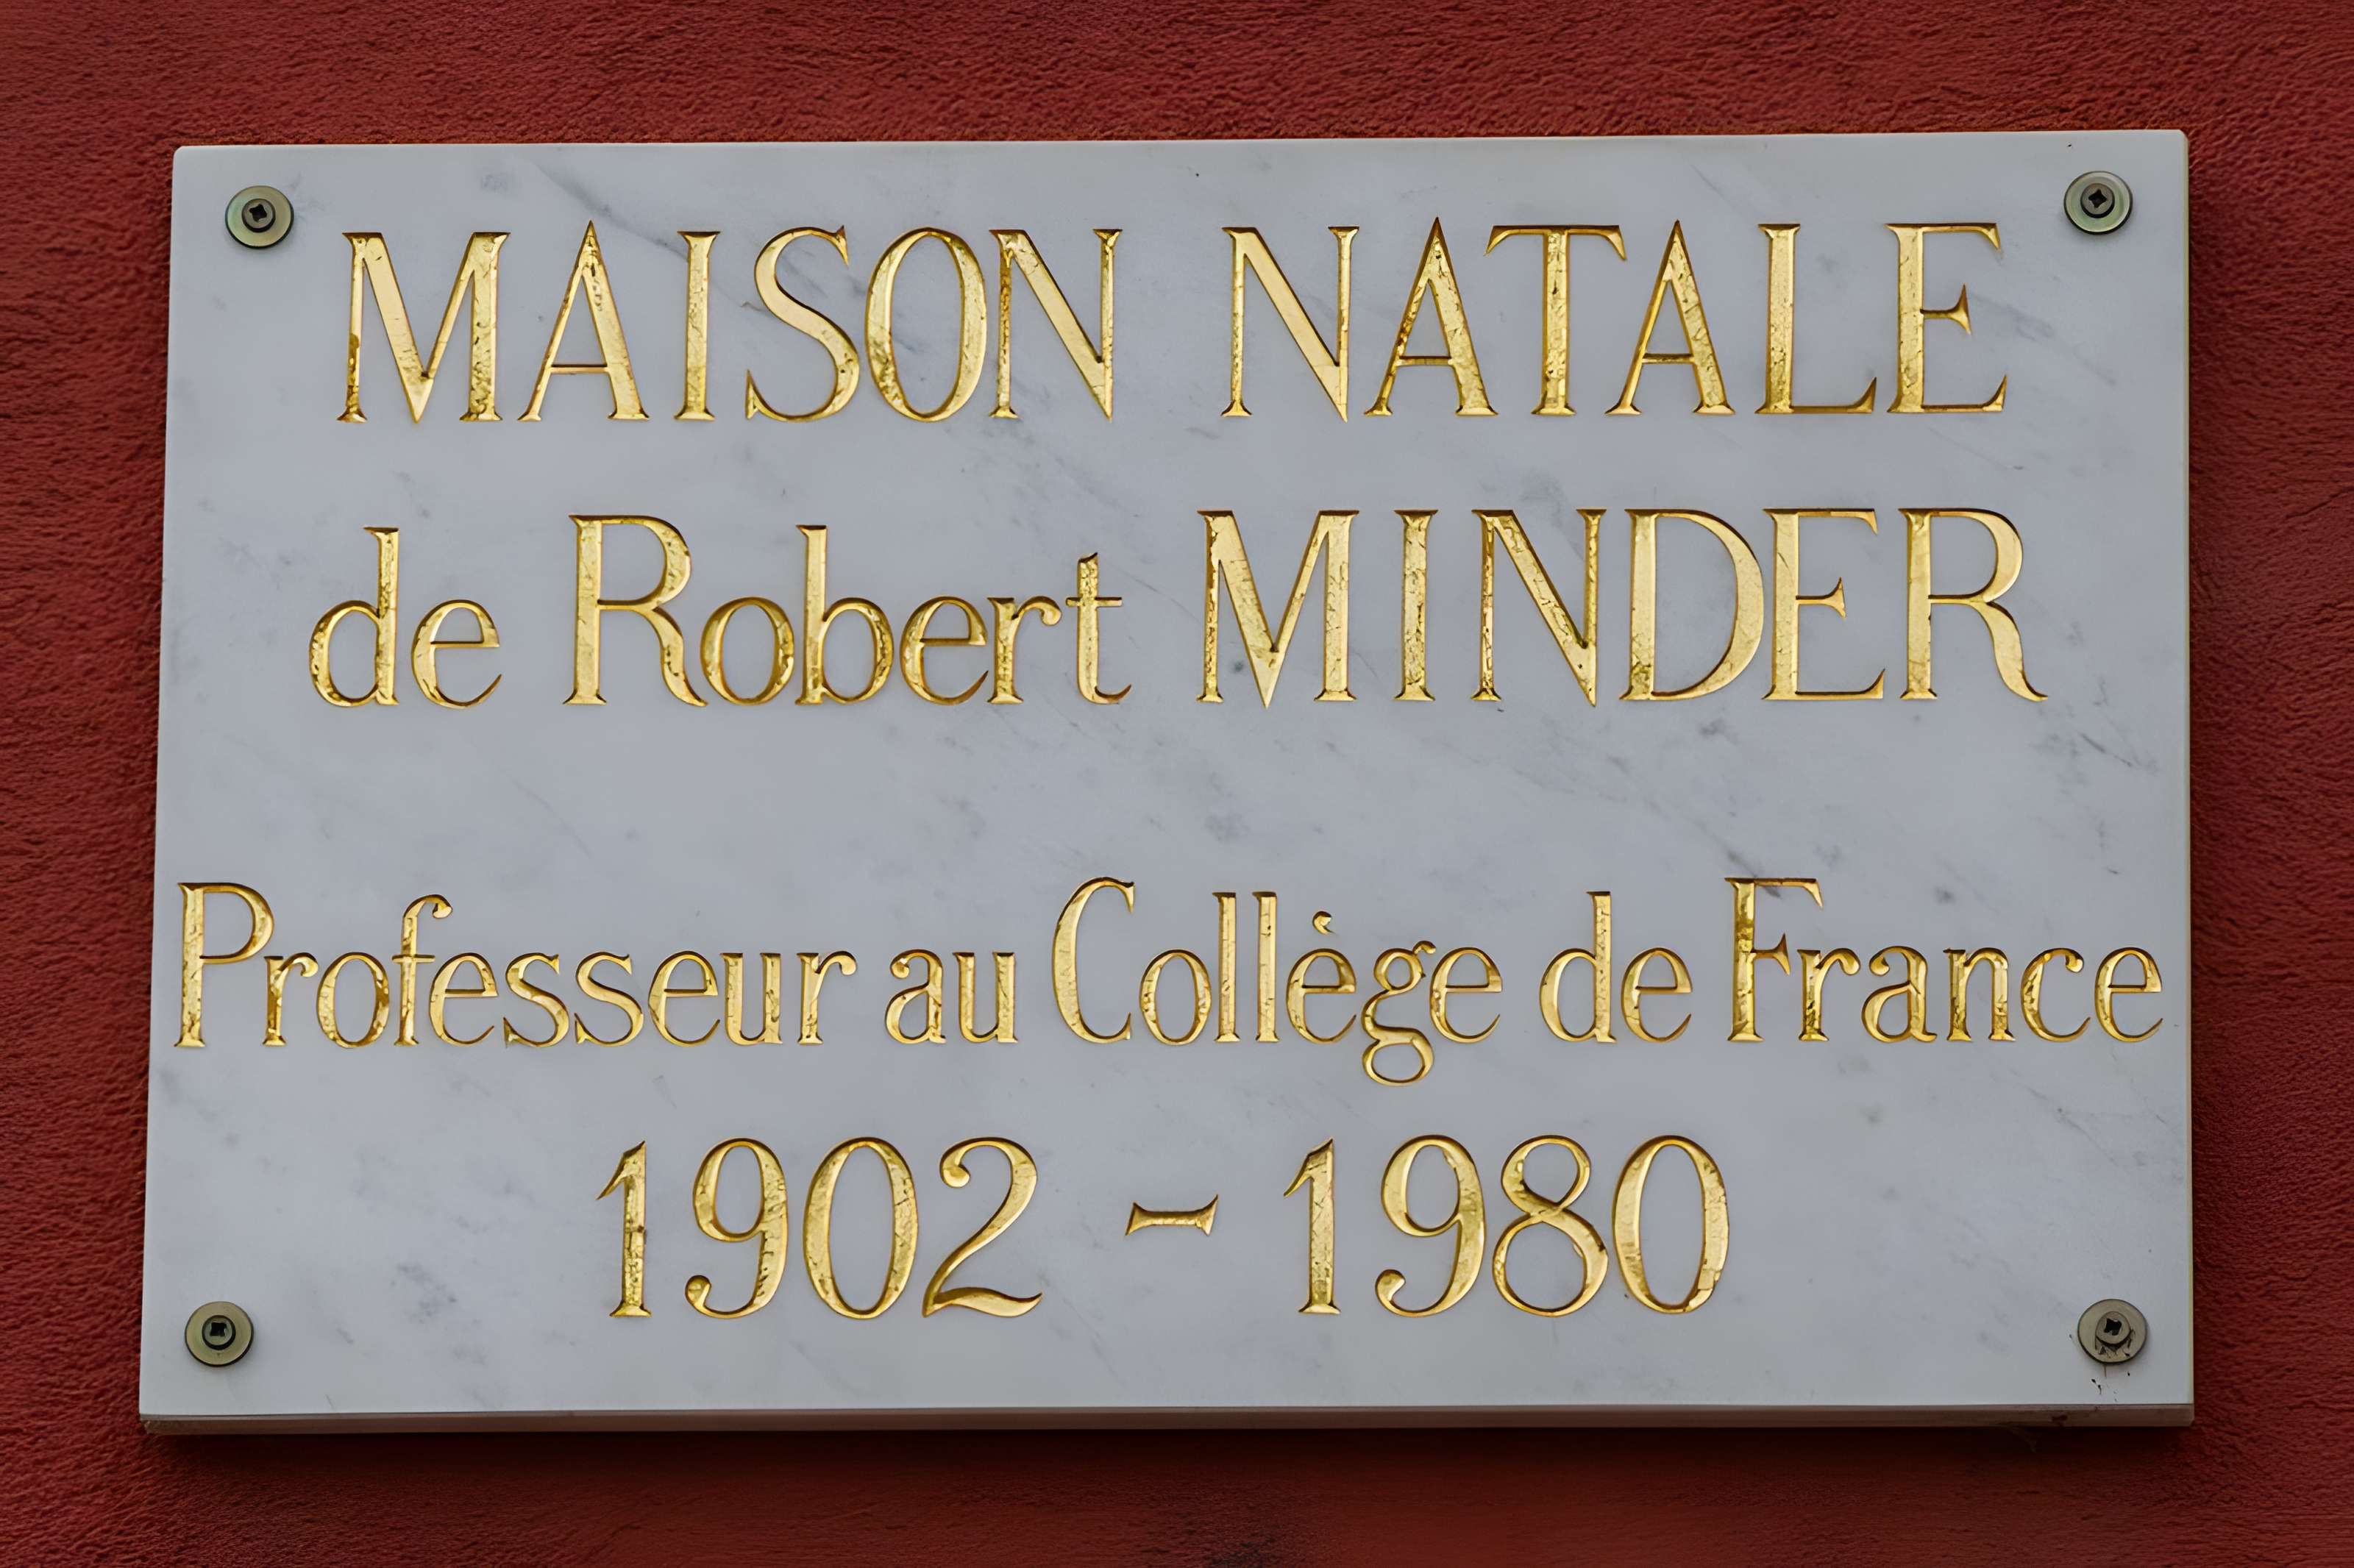 MAISON NATALE
de Robert MINDER
Professeur au Collège de France
1902 - 1980